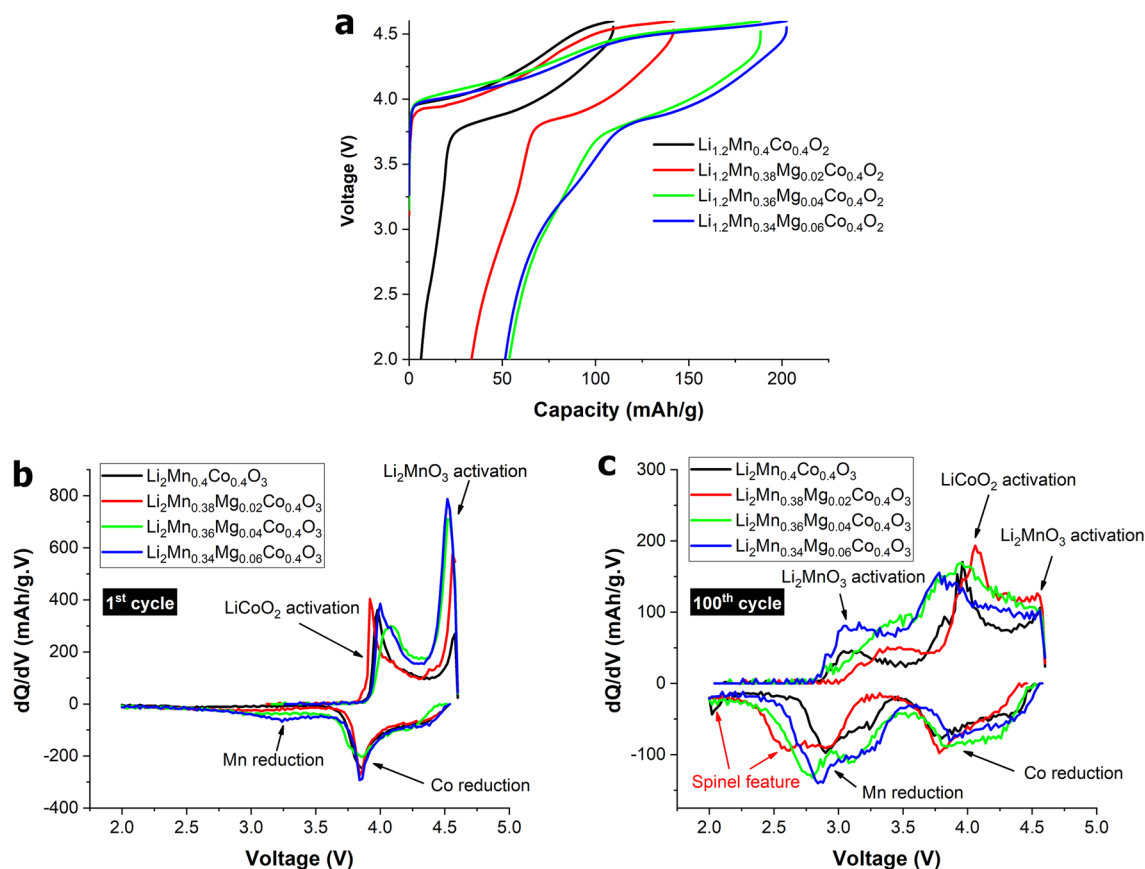 a
4.5
4.0
3.5
3.0
2.5
2.0
Voltage (V)
0
50
100
150
200
Capacity (mAh/g)
Li1.2Mn0.4Co0.4O2
Li1.2Mn0.38Mg0.02Co0.4O2
Li1.2Mn0.36Mg0.04Co0.4O2
Li1.2Mn0.34Mg0.06Co0.4O2
b
Li2Mn0.4Co0.4O3
Li2Mn0.38Mg0.02Co0.4O3
Li2Mn0.36Mg0.04Co0.4O3
Li2Mn0.34Mg0.06Co0.4O3
1st cycle
Li2MnO3 activation
LiCoO2 activation
Mn reduction
Co reduction
800
600
400
200
0
-200
-400
dQ/dV (mAh/g.V)
2.0
2.5
3.0
3.5
4.0
4.5
5.0
Voltage (V)
c
Li2Mn0.4Co0.4O3
Li2Mn0.38Mg0.02Co0.4O3
Li2Mn0.36Mg0.04Co0.4O3
Li2Mn0.34Mg0.06Co0.4O3
100th cycle
LiCoO2 activation
Li2MnO3 activation
Li2MnO3 activation
Spinel feature
Mn reduction
Co reduction
300
200
100
0
-100
-200
dQ/dV (mAh/g.V)
2.0
2.5
3.0
3.5
4.0
4.5
5.0
Voltage (V)